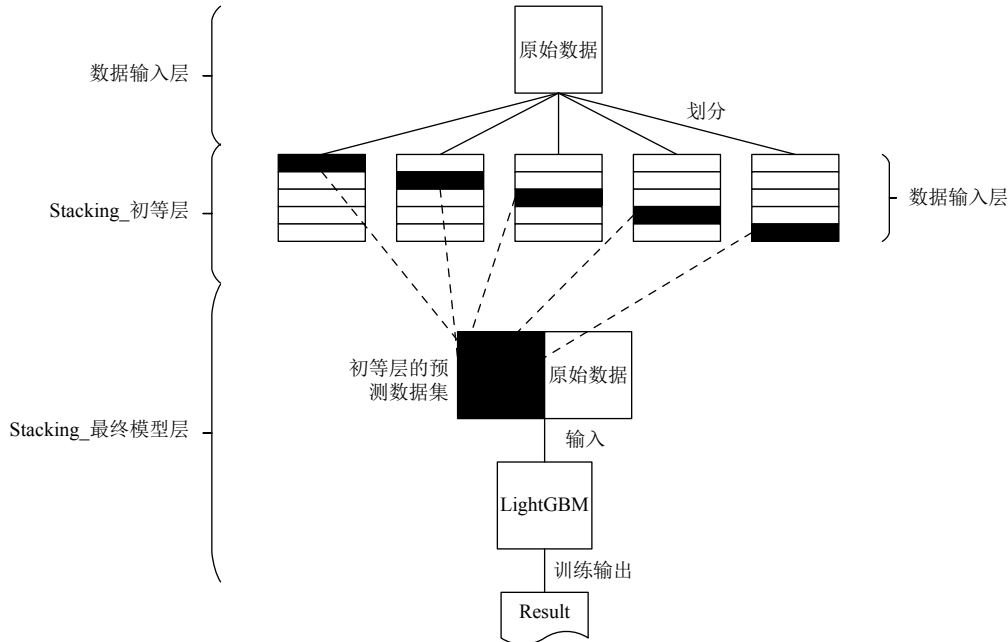 原始数据
数据输入层
划分
Stacking_初等层
数据输入层
初等层的预
测数据集
原始数据
Stacking_最终模型层
输入
LightGBM
训练输出
Result